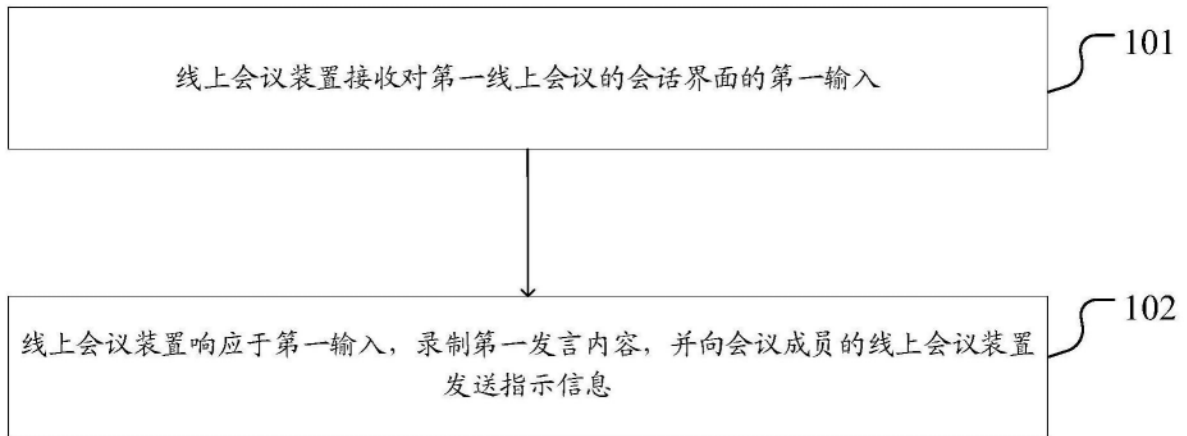 线上会议装置接收对第一线上会议的会话界面的第一输入
101
线上会议装置响应于第一输入，录制第一发言内容，并向会议成员的线上会议装置
发送指示信息
102